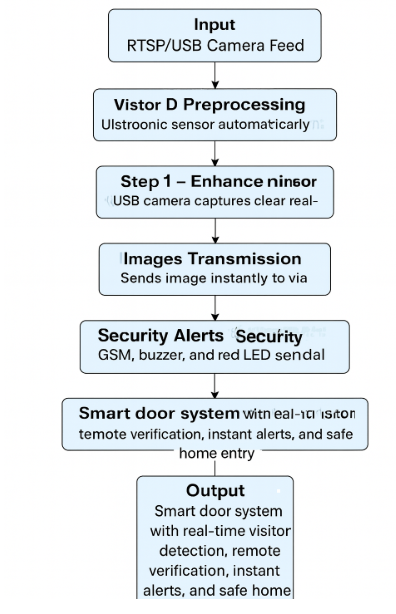 Input
RTSP/USB Camera Feed
Vistor D Preprocessing
Ulstroonic sensor automaticarly
Step 1 – Enhance ninsor
USB camera captures clear real-
Images Transmission
Sends image instantly to via
Security Alerts Security
GSM, buzzer, and red LED sendal
Smart door system with real-
temote verification, instant alerts, and safe
home entry
Output
Smart door system
with real-time visitor
detection, remote
verification, instant
alerts, and safe home